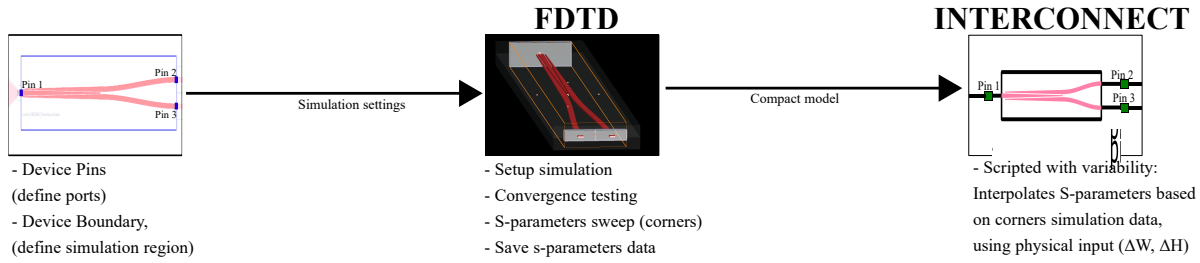 FDTD
INTERCONNECT
Pin 1
Pin 2
Pin 3
Simulation settings
Compact model
Pin 1
Pin 2
Pin 3
- Device Pins
(define ports)
- Device Boundary,
(define simulation region)
- Setup simulation
- Convergence testing
- S-parameters sweep (corners)
- Save s-parameters data
- Scripted with variability:
Interpolates S-parameters based
on corners simulation data,
using physical input (ΔW, ΔH)